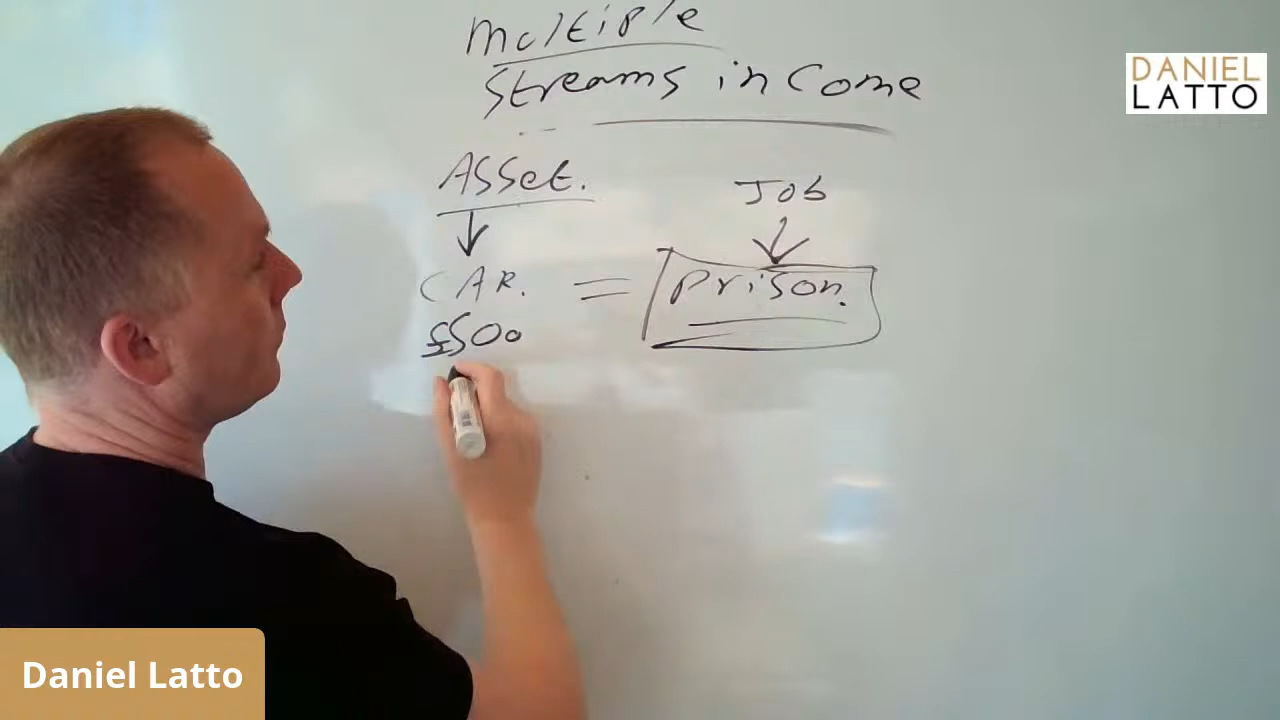 Multiple
Streams income
DANIEL
LATTO
Asset.
Job
CAR. = Prison.
£500
Daniel Latto